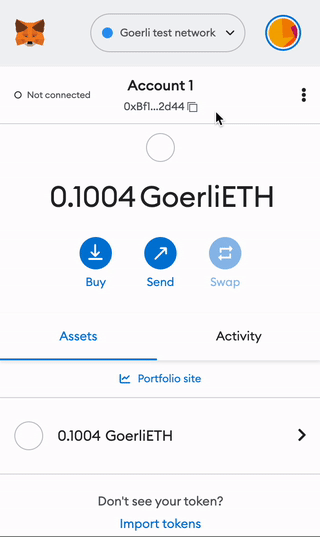 Goerli test network
Not connected
Account 1
0xBf1...2d44
0.1004 GoerliETH
Buy
Send
Swap
Assets
Activity
Portfolio site
0.1004 GoerliETH
Don't see your token?
Import tokens